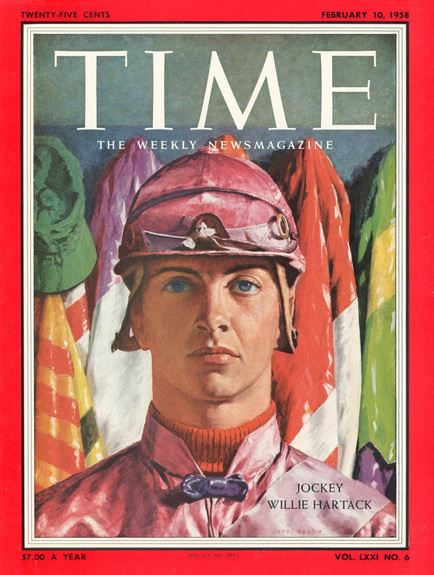 TWENTY-FIVE CENTS
FEBRUARY 10, 1958
TIME
THE WEEKLY NEWSMAGAZINE
JOCKEY
WILLIE HARTACK
$7.00 A YEAR
VOL. LXXI NO. 6